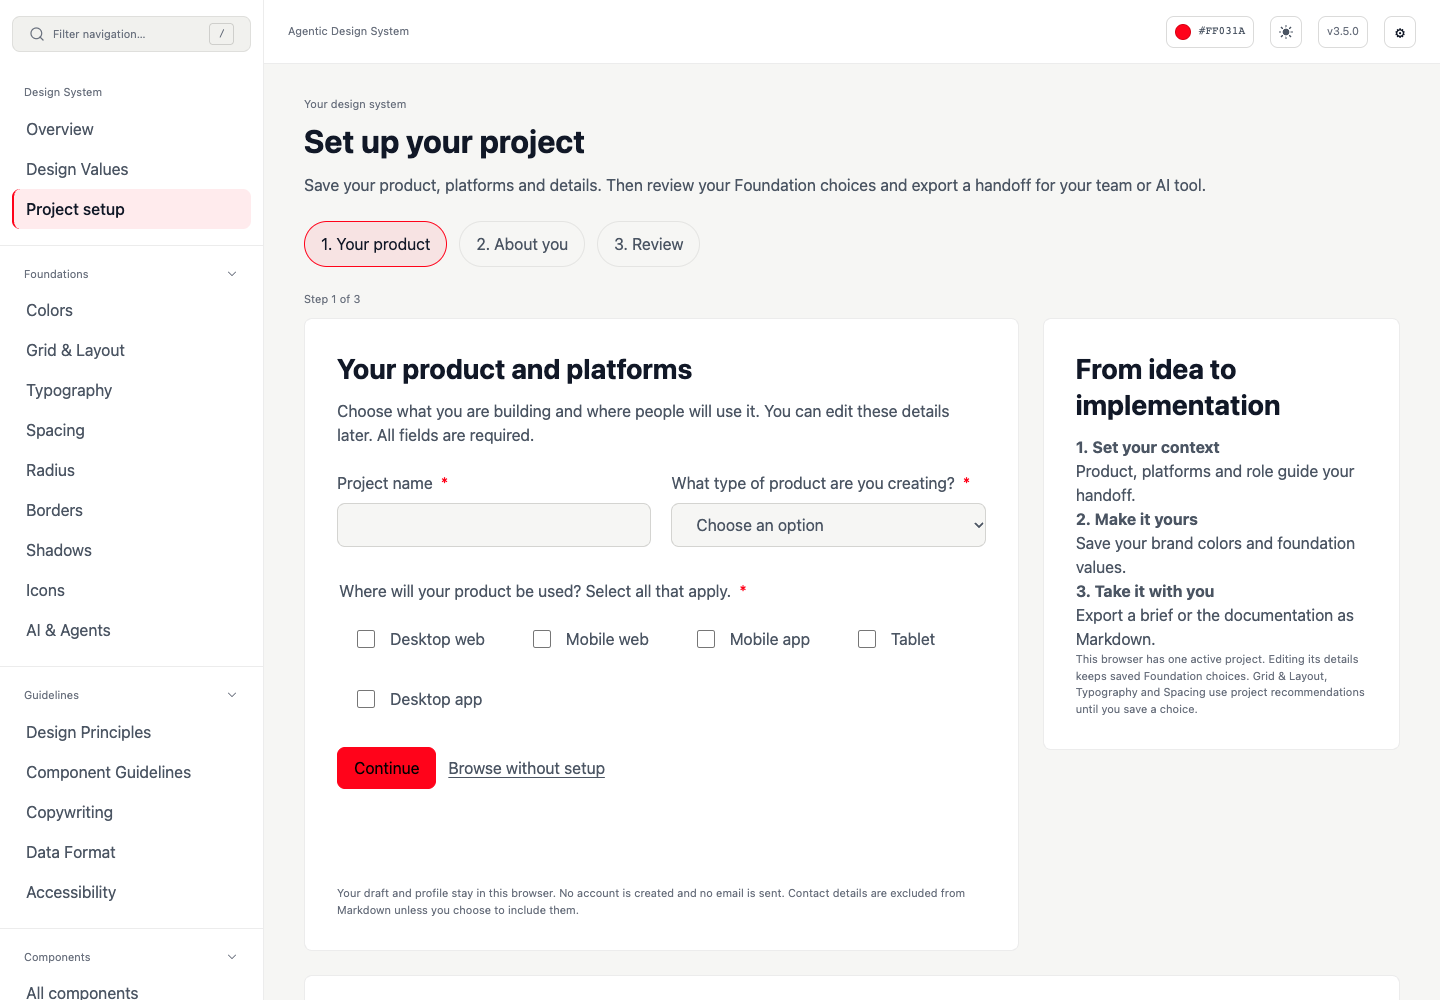 Filter navigation...
/
Design System
Overview
Design Values
Project setup
Foundations
Colors
Grid & Layout
Typography
Spacing
Radius
Borders
Shadows
Icons
AI & Agents
Guidelines
Design Principles
Component Guidelines
Copywriting
Data Format
Accessibility
Components
All components
Agentic Design System
#FF031A
v3.5.0
Your design system
Set up your project
Save your product, platforms and details. Then review your Foundation choices and export a handoff for your team or AI tool.
1. Your product
2. About you
3. Review
Step 1 of 3
Your product and platforms
Choose what you are building and where people will use it. You can edit these details
later. All fields are required.
Project name *
What type of product are you creating? *
Choose an option
Where will your product be used? Select all that apply. *
Desktop web
Mobile web
Mobile app
Tablet
Desktop app
Continue
Browse without setup
Your draft and profile stay in this browser. No account is created and no email is sent. Contact details are excluded from
Markdown unless you choose to include them.
From idea to
implementation
1. Set your context
Product, platforms and role guide your
handoff.
2. Make it yours
Save your brand colors and foundation
values.
3. Take it with you
Export a brief or the documentation as
Markdown.
This browser has one active project. Editing its details
keeps saved Foundation choices. Grid & Layout,
Typography and Spacing use project recommendations
until you save a choice.